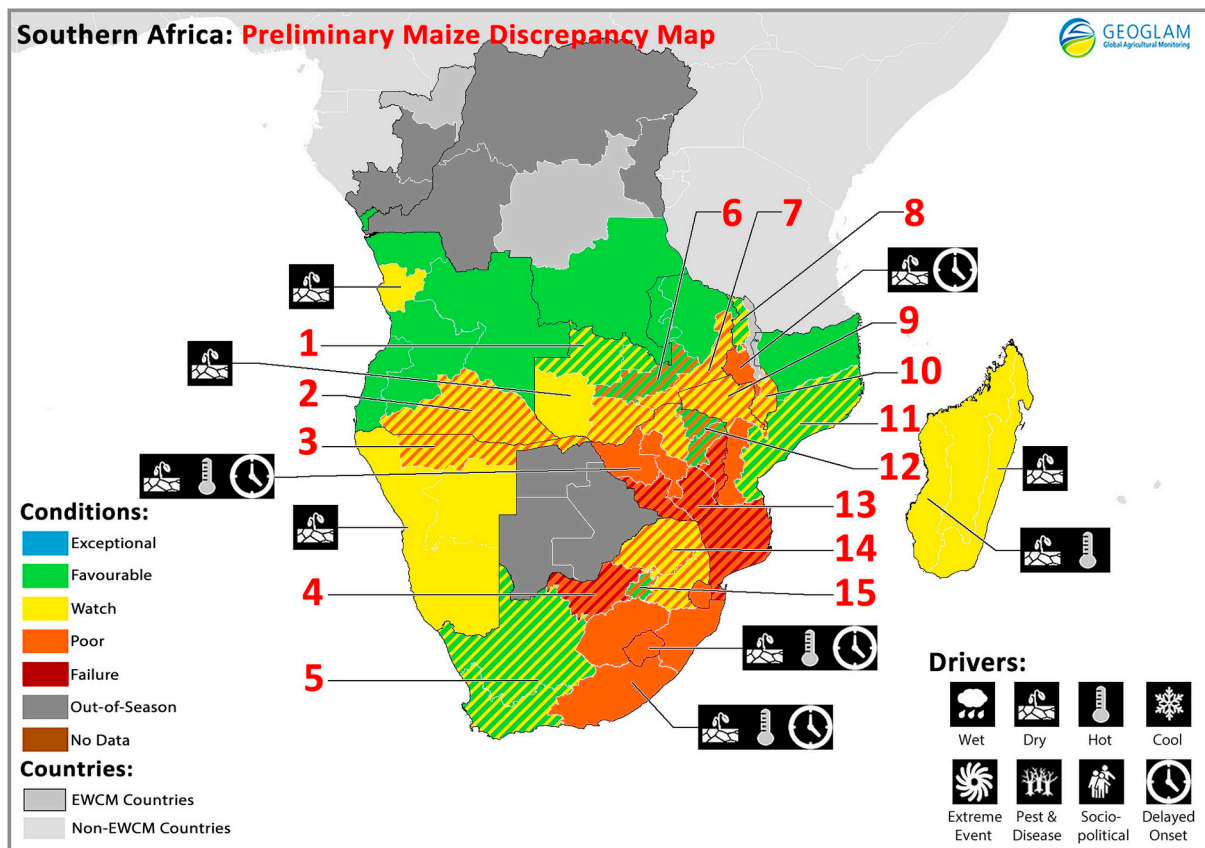 Southern Africa: Preliminary Maize Discrepancy Map
GEOGLAM
Global Agricultural Monitoring
6
7
8
1
9
2
10
3
11
12
13
14
4
15
5
Conditions:
Exceptional
Favourable
Watch
Poor
Failure
Out-of-Season
No Data
Countries:
EWCM Countries
Non-EWCM Countries
Drivers:
Wet
Dry
Hot
Cool
Extreme
Event
Pest &
Disease
Socio-
political
Delayed
Onset